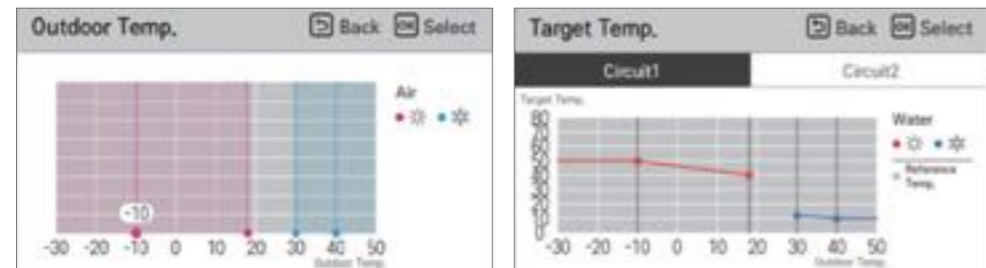 Outdoor Temp. Back OK Select
Air
-10
-30 -20 -10 0 10 20 30 40 50
Outdoor Temp.
Target Temp. Back OK Select
Circuit1 Circuit2
Target Temp.
Water
80
70
60
50
40
30
20
10
0
Reference
Temp.
-30 -20 -10 0 10 20 30 40 50
Outdoor Temp.